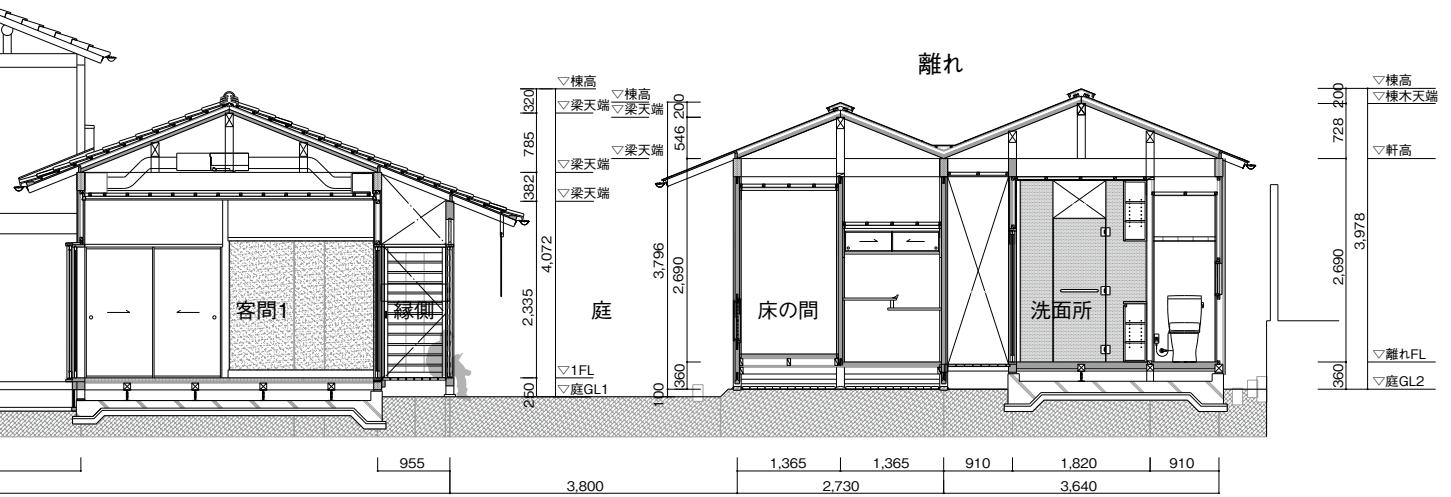 離れ
▽棟高
320
▽梁天端
785
▽梁天端
382
▽梁天端
4,072
2,335
▽1FL
250
▽庭GL1
▽棟高
200
▽梁天端
546
▽梁天端
3,796
2,690
360
100
▽棟高
200
▽棟木天端
728
▽軒高
3,978
2,690
▽離れFL
360
▽庭GL2
客間1
縁側
庭
床の間
洗面所
955
1,365
1,365
910
1,820
910
3,800
2,730
3,640